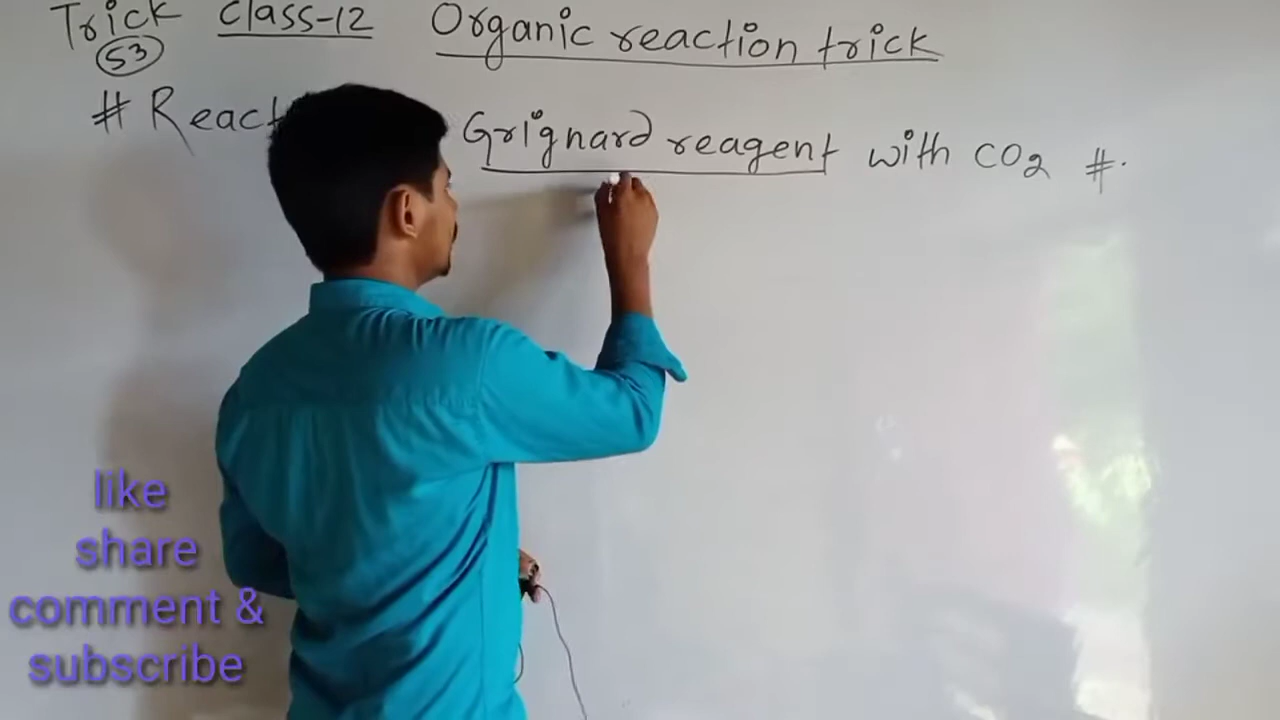 Trick Class-12 Organic reaction trick
53
# React Grignard reagent with CO2 #.
like
share
comment &
subscribe